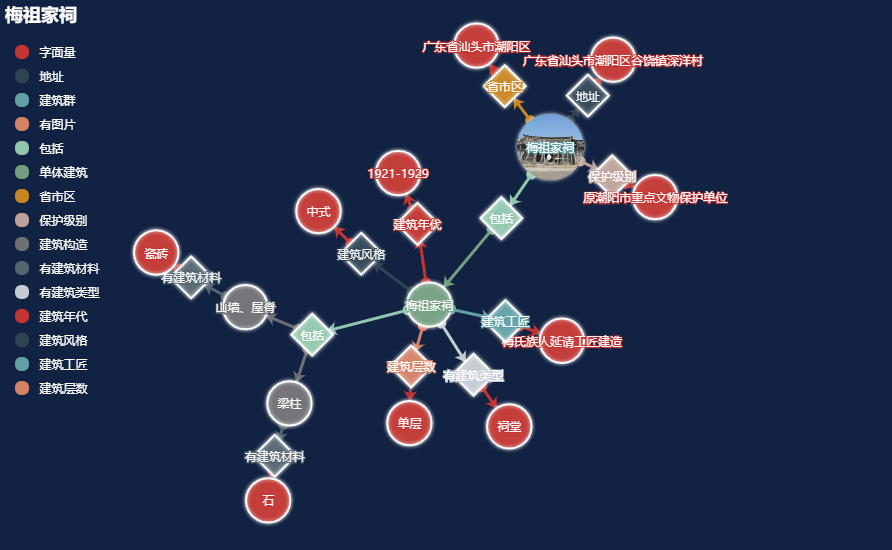 梅祖家祠
字面量
地址
建筑群
有图片
包括
单体建筑
省市区
保护级别
建筑构造
有建筑材料
有建筑类型
建筑年代
建筑风格
建筑工匠
建筑层数
广东省汕头市潮阳区
广东省汕头市潮阳区谷饶镇深洋村
省市区
地址
梅祖家祠
1921-1929
保护级别
原潮阳市重点文物保护单位
中式
建筑年代
包括
瓷砖
建筑风格
有建筑材料
山墙、屋脊
梅祖家祠
包括
建筑工匠
梅氏族人延请工匠建造
建筑层数
有建筑类型
梁柱
单层
祠堂
有建筑材料
石